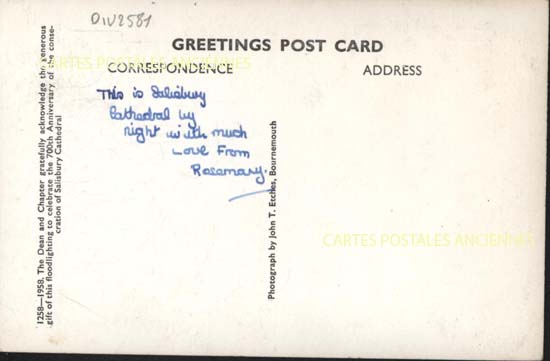 DIV2581
GREETINGS POST CARD
CORRESPONDENCE
ADDRESS
This is Salisbury
Cathedral by
night with much
Love From
Rosemary.
1258—1958. The Dean and Chapter gratefully acknowledge the generous
gift of this floodlighting to celebrate the 700th Anniversary of the conse-
cration of Salisbury Cathedral
Photograph by John T. Etches, Bournemouth
CARTES POSTALES ANCIENNES
CARTES POSTALES ANCIENNES